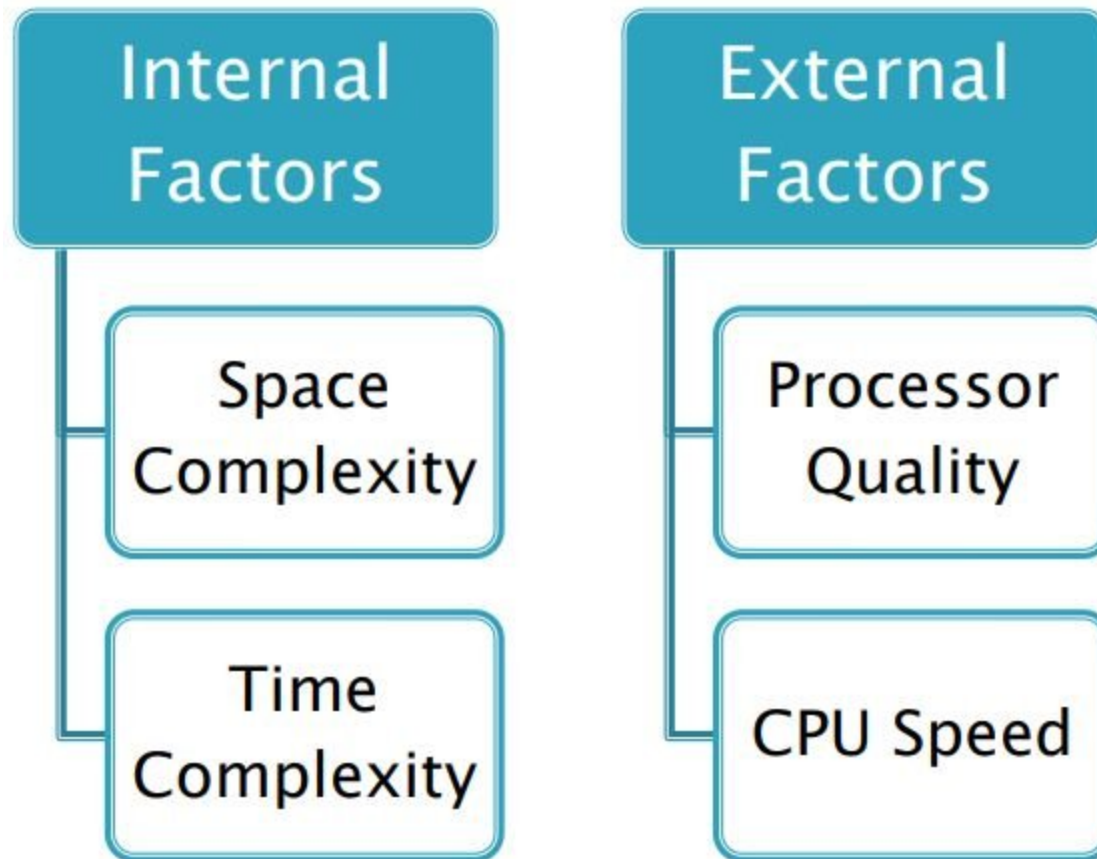 Internal
Factors
Space
Complexity
Time
Complexity
External
Factors
Processor
Quality
CPU Speed